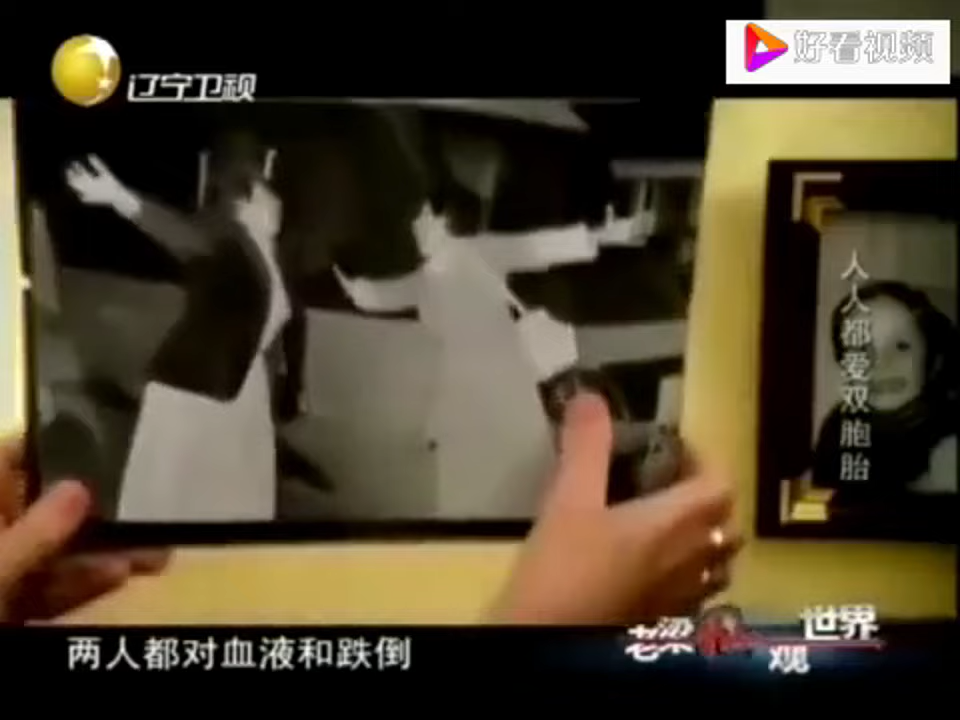 好看视频
辽宁卫视
人人都爱双胞胎
老梁
世界
观
两人都对血液和跌倒